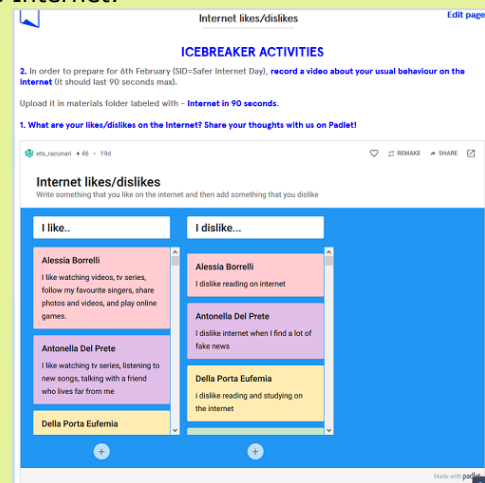 Internet!
Internet likes/dislikes
Edit page
ICEBREAKER ACTIVITIES
2. In order to prepare for 6th February (SID=Safer Internet Day), record a video about your usual behaviour on the
Internet (it should last 90 seconds max).
Upload it in materials folder labeled with - Internet in 90 seconds.
1. What are your likes/dislikes on the Internet? Share your thoughts with us on Padlet!
ets_racunari • 46 • 19d
REMAKE
SHARE
Internet likes/dislikes
Write something that you like on the internet and then add something that you dislike
I like..
Alessia Borrelli
I like watching videos, tv series,
follow my favourite singers, share
photos and videos, and play online
games.
Antonella Del Prete
I like watching tv series, listening to
new songs, talking with a friend
who lives far from me
Della Porta Eufemia
I dislike...
Alessia Borrelli
I dislike reading on internet
Antonella Del Prete
I dislike internet when I find a lot of
fake news
Della Porta Eufemia
i dislike reading and studying on
the internet
Made with padlet